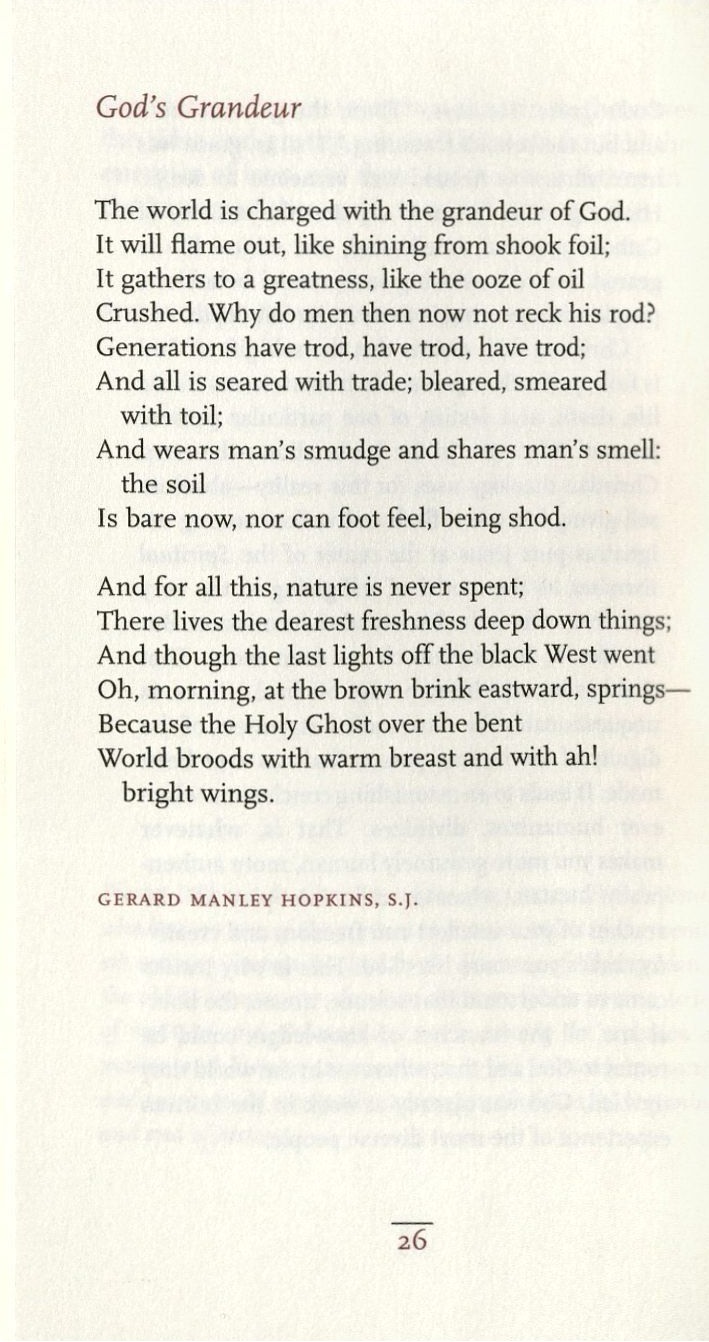 God's Grandeur
The world is charged with the grandeur of God.
It will flame out, like shining from shook foil;
It gathers to a greatness, like the ooze of oil
Crushed. Why do men then now not reck his rod?
Generations have trod, have trod, have trod;
And all is seared with trade; bleared, smeared
with toil;
And wears man's smudge and shares man's smell:
the soil
Is bare now, nor can foot feel, being shod.
And for all this, nature is never spent;
There lives the dearest freshness deep down things;
And though the last lights off the black West went
Oh, morning, at the brown brink eastward, springs—
Because the Holy Ghost over the bent
World broods with warm breast and with ah!
bright wings.
GERARD MANLEY HOPKINS, S.J.
26